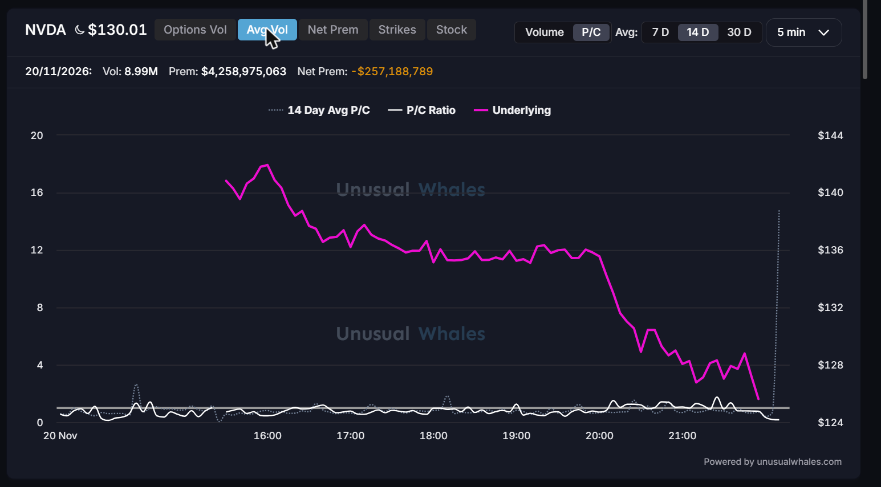 NVDA $130.01 Options Vol Avg Vol Net Prem Strikes Stock Volume P/C Avg: 7 D 14 D 30 D 5 min
20/11/2026: Vol: 8.99M Prem: $4,258,975,063 Net Prem: -$257,188,789
14 Day Avg P/C P/C Ratio Underlying
20 $144
16 Unusual Whales $140
12 $136
8 $132
Unusual Whales
4 $128
0 $124
20 Nov 16:00 17:00 18:00 19:00 20:00 21:00
Powered by unusualwhales.com